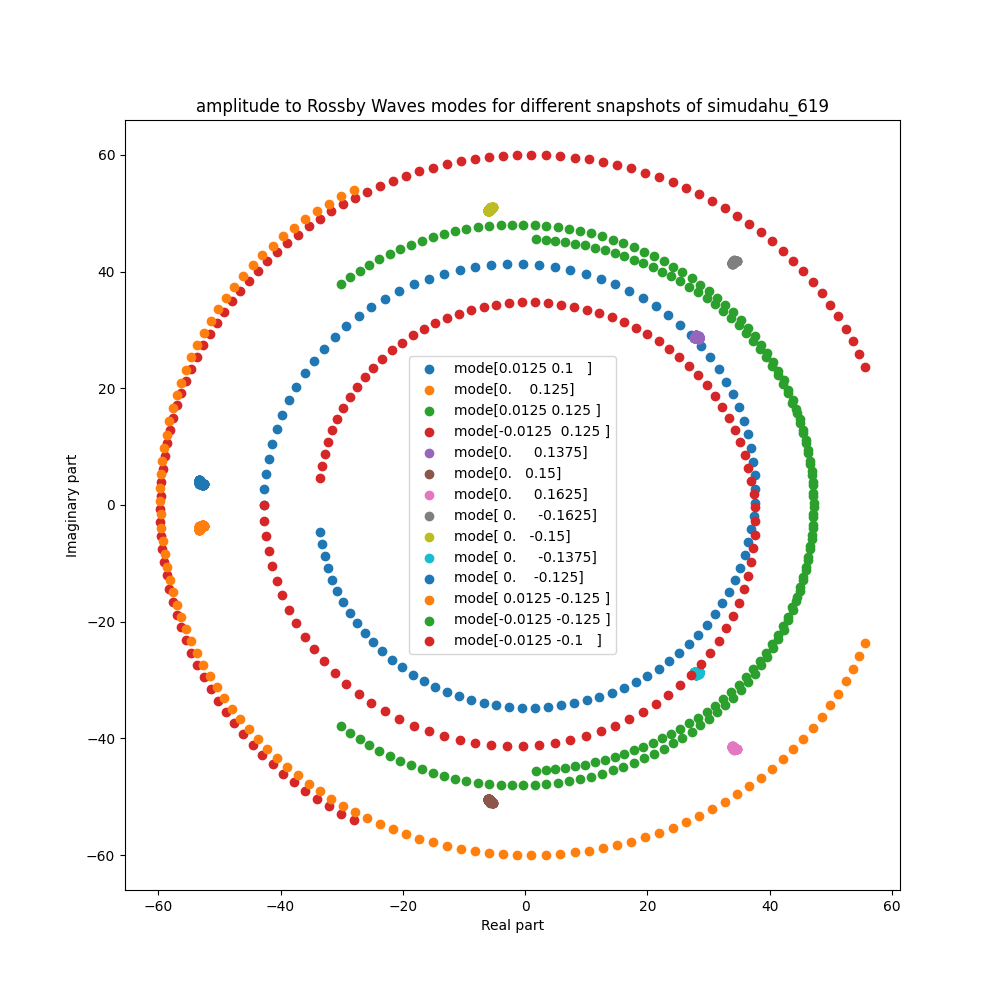 amplitude to Rossby Waves modes for different snapshots of simudahu_619
60
40
20
0
−20
−40
−60
Imaginary part
mode[0.0125 0.1   ]
mode[0.    0.125]
mode[0.0125 0.125 ]
mode[-0.0125  0.125 ]
mode[0.     0.1375]
mode[0.   0.15]
mode[0.     0.1625]
mode[ 0.     -0.1625]
mode[ 0.   -0.15]
mode[ 0.     -0.1375]
mode[ 0.    -0.125]
mode[ 0.0125 -0.125 ]
mode[-0.0125 -0.125 ]
mode[-0.0125 -0.1   ]
−60 −40 −20 0 20 40 60
Real part